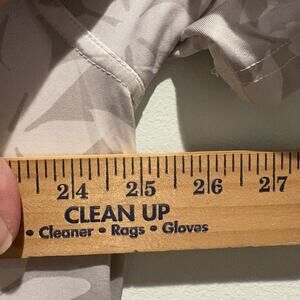 24 25 26 27
CLEAN UP
• Cleaner • Rags • Gloves